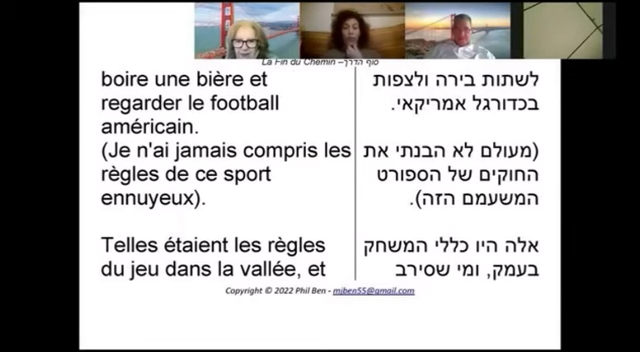 La Fin du Chemin –סוף הדרך
boire une bière et
regarder le football
américain.
(Je n'ai jamais compris les
règles de ce sport
ennuyeux).
Telles étaient les règles
du jeu dans la vallée, et
לשתות בירה ולצפות
בכדורגל אמריקאי.
(מעולם לא הבנתי את
החוקים של הספורט
המשעמם הזה).
אלה היו כללי המשחק
בעמק, ומי שסירב
Copyright © 2022 Phil Ben - mjben55@gmail.com